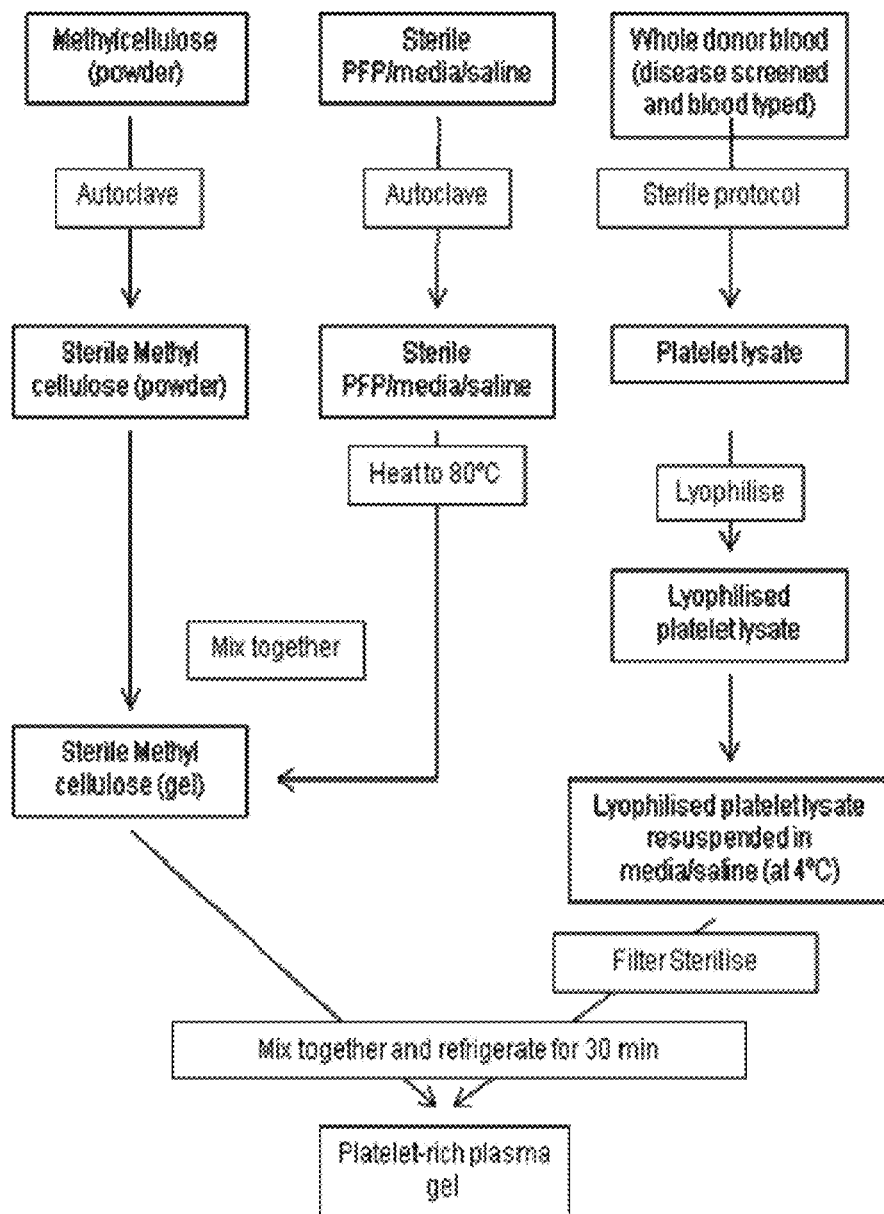 Methylcellulose
(powder)
Sterile
PFP/media/saline
Whole donor blood
(disease screened
and blood typed)
Autoclave
Autoclave
Sterile protocol
Sterile Methyl
cellulose (powder)
Sterile
PFP/media/saline
Platelet lysate
Heat to 80°C
Lyophilise
Lyophilised
platelet lysate
Mix together
Sterile Methyl
cellulose (gel)
Lyophilised platelet lysate
resuspended in
media/saline (at 4°C)
Filter Sterilise
Mix together and refrigerate for 30 min
Platelet-rich plasma
gel